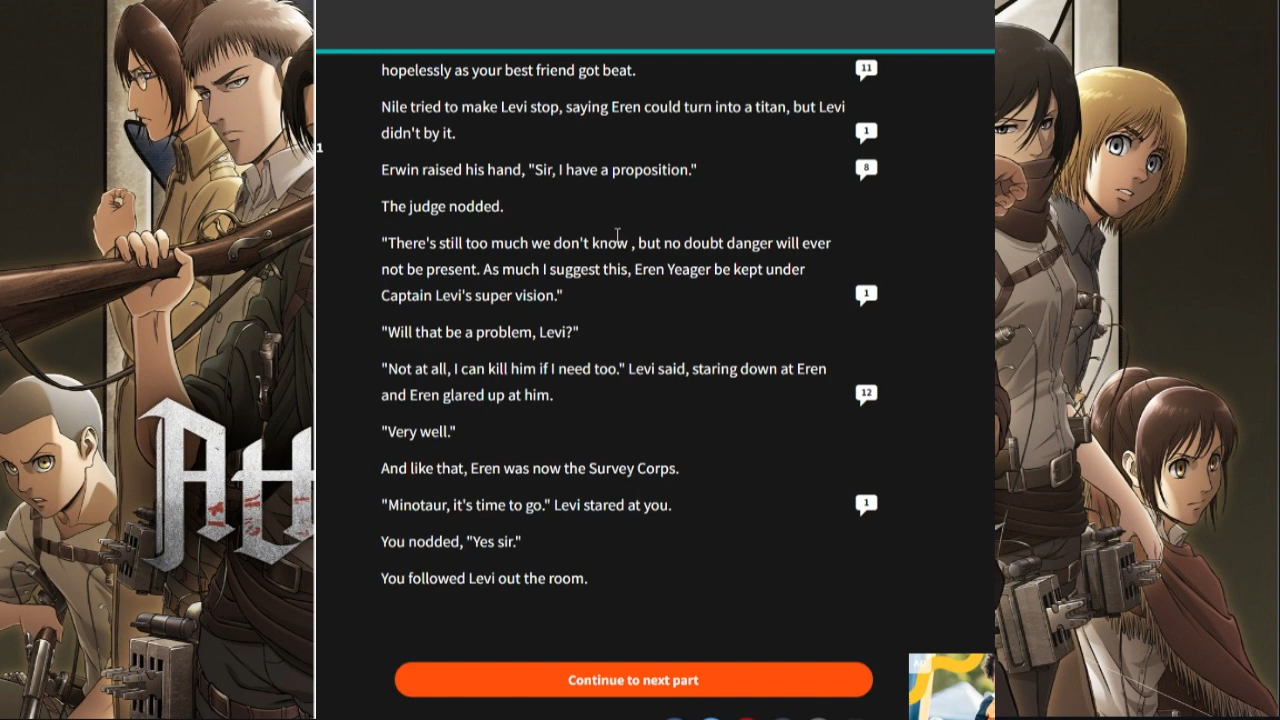 hopelessly as your best friend got beat.
11
Nile tried to make Levi stop, saying Eren could turn into a titan, but Levi
didn't by it.
1
1
Erwin raised his hand, "Sir, I have a proposition."
8
The judge nodded.
"There's still too much we don't know , but no doubt danger will ever
not be present. As much I suggest this, Eren Yeager be kept under
Captain Levi's super vision."
1
"Will that be a problem, Levi?"
"Not at all, I can kill him if I need too." Levi said, staring down at Eren
and Eren glared up at him.
12
"Very well."
And like that, Eren was now the Survey Corps.
"Minotaur, it's time to go." Levi stared at you.
1
You nodded, "Yes sir."
You followed Levi out the room.
Att
Continue to next part
AD